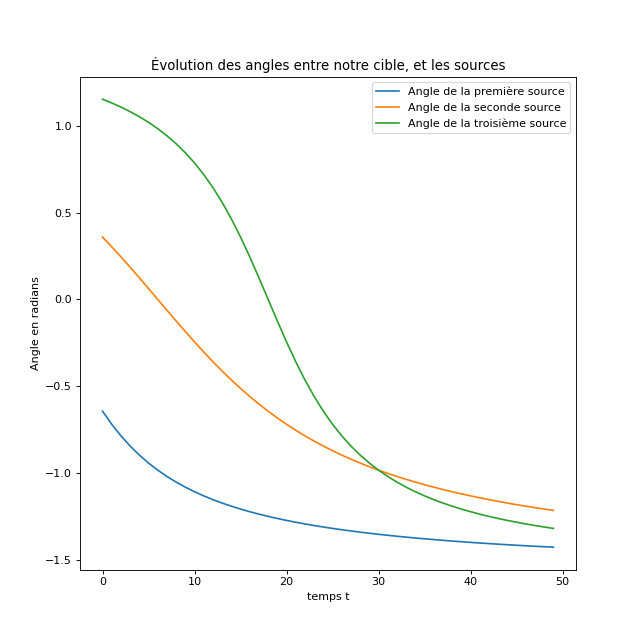 Évolution des angles entre notre cible, et les sources
Angle de la première source
Angle de la seconde source
Angle de la troisième source
1.0
0.5
0.0
−0.5
−1.0
−1.5
Angle en radians
0 10 20 30 40 50
temps t